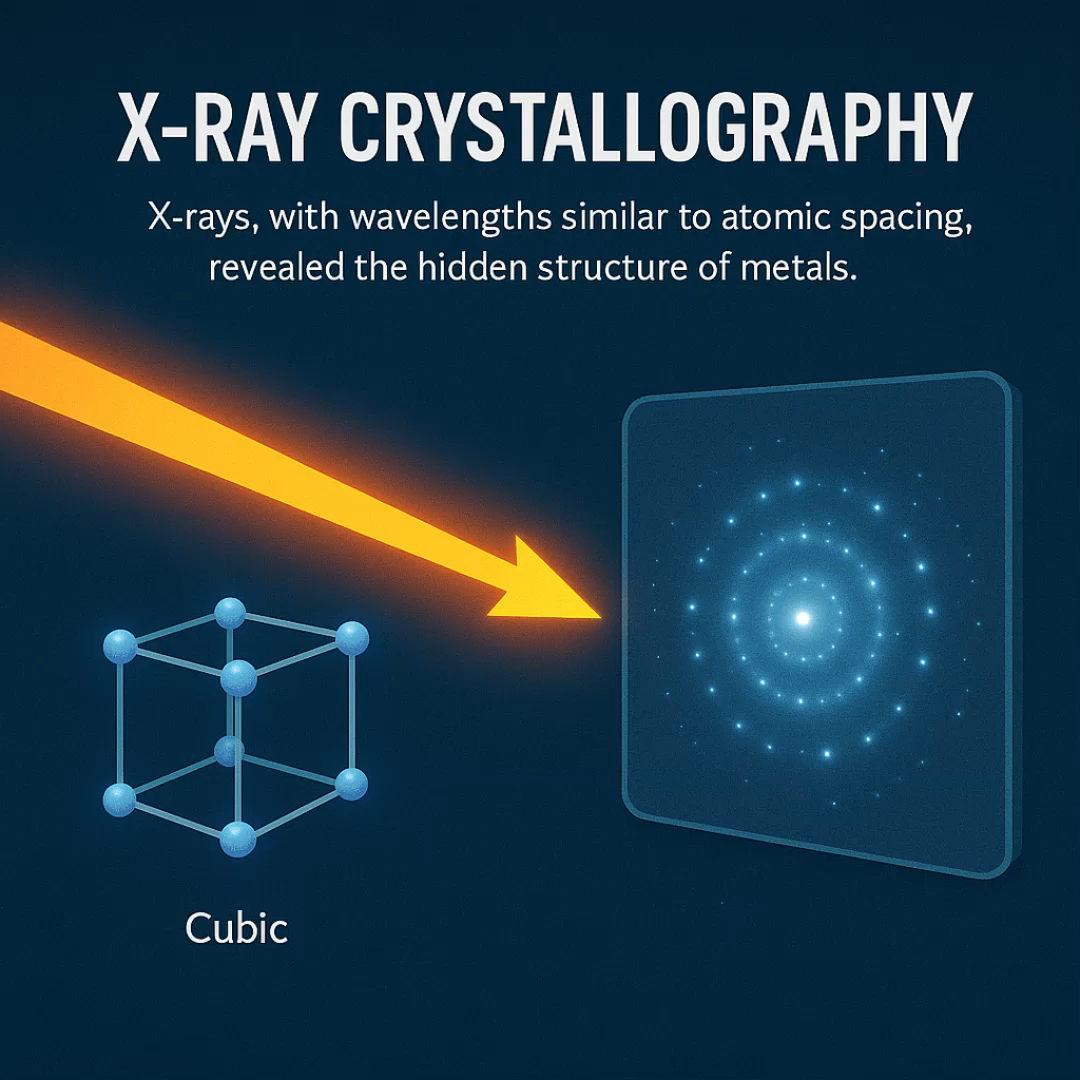 X-RAY CRYSTALLOGRAPHY
X-rays, with wavelengths similar to atomic spacing,
revealed the hidden structure of metals.
Cubic